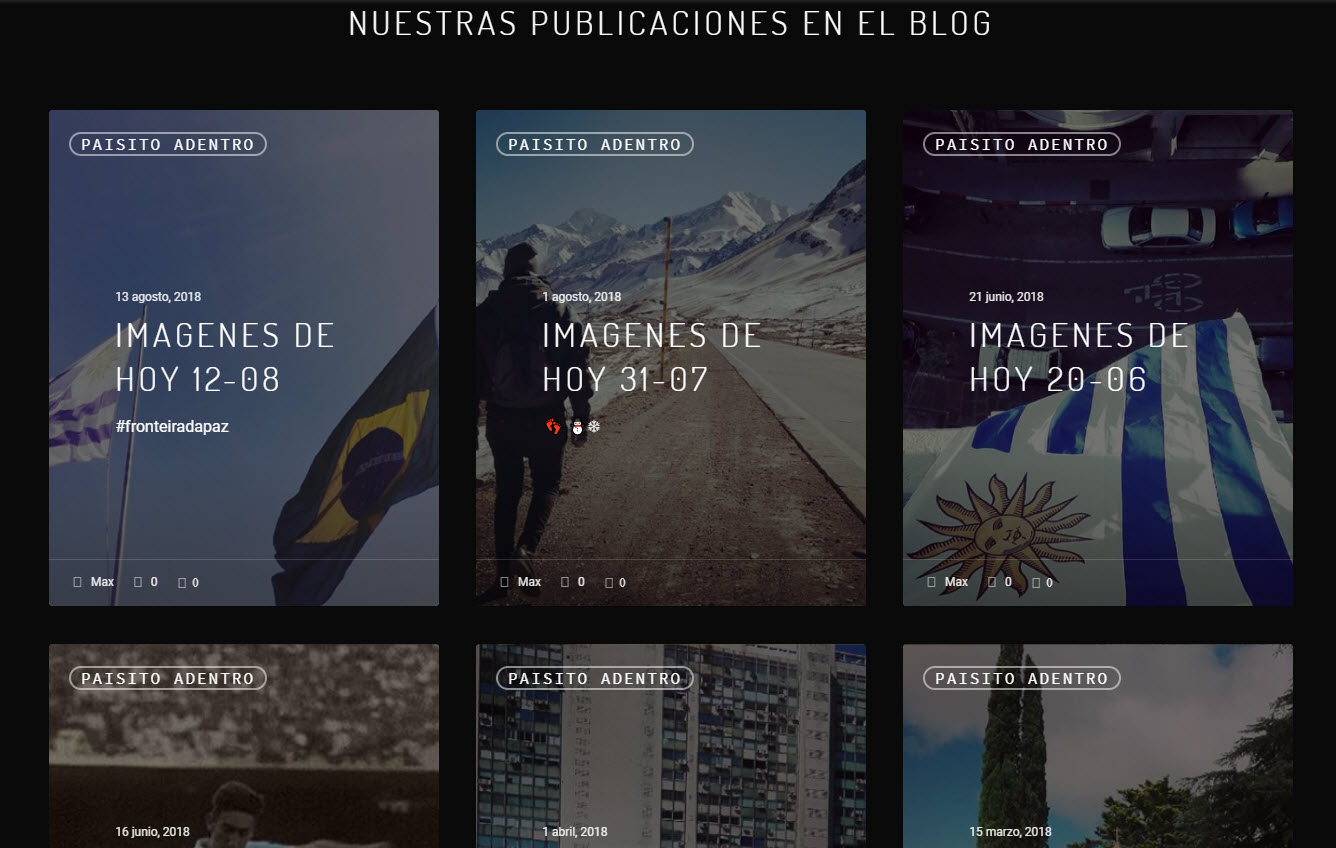 NUESTRAS PUBLICACIONES EN EL BLOG
PAISITO ADENTRO
13 agosto, 2018
IMAGENES DE
HOY 12-08
#fronteiradapaz
Max 0 0
PAISITO ADENTRO
1 agosto, 2018
IMAGENES DE
HOY 31-07
👣 ⛄❄
Max 0 0
PAISITO ADENTRO
21 junio, 2018
IMAGENES DE
HOY 20-06
Max 0 0
PAISITO ADENTRO
16 junio, 2018
PAISITO ADENTRO
1 abril, 2018
PAISITO ADENTRO
15 marzo, 2018